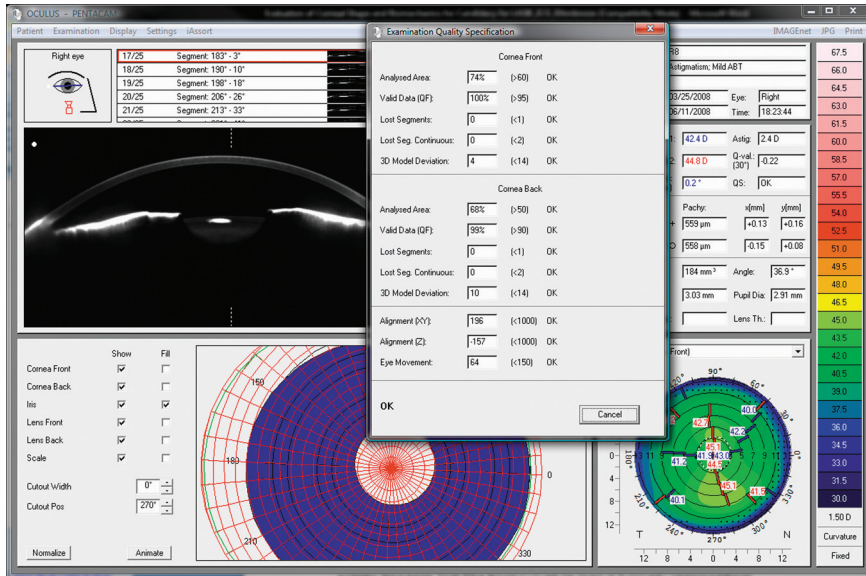 OCULUS - PENTACAM
Patient Examination Display Settings iAssort IMAGEnet JPG Print
Right eye
17/25 Segment: 183° - 3°
18/25 Segment: 190° - 10°
19/25 Segment: 198° - 18°
20/25 Segment: 206° - 26°
21/25 Segment: 213° - 33°
Examination Quality Specification
Cornea Front
Analysed Area: 74% (>60) OK
Valid Data (QF): 100% (>95) OK
Lost Segments: 0 (<1) OK
Lost Seg. Continuous: 0 (<2) OK
3D Model Deviation: 4 (<14) OK
Cornea Back
Analysed Area: 68% (>50) OK
Valid Data (QF): 99% (>90) OK
Lost Segments: 0 (<1) OK
Lost Seg. Continuous: 0 (<2) OK
3D Model Deviation: 10 (<14) OK
Alignment (XY): 196 (<1000) OK
Alignment (Z): -157 (<1000) OK
Eye Movement: 64 (<150) OK
OK
Cancel
Astigmatism; Mild ABT
03/25/2008 Eye: Right
06/11/2008 Time: 18:23:44
42.4 D Astig: 2.4 D
44.8 D Q-val.: (30°) -0.22
0.2 ° QS: OK
Pachy: x[mm] y[mm]
+ 559 µm +0.13 +0.16
558 µm -0.15 +0.08
184 mm³ Angle: 36.9 °
3.03 mm Pupil Dia: 2.91 mm
Lens Th.:
67.5
66.0
64.5
63.0
61.5
60.0
58.5
57.0
55.5
54.0
52.5
51.0
49.5
48.0
46.5
45.0
43.5
42.0
40.5
39.0
37.5
36.0
34.5
33.0
31.5
30.0
1.50 D
Curvature
Fixed
Show Fill
Cornea Front
Cornea Back
Iris
Lens Front
Lens Back
Scale
Cutout Width 0°
Cutout Pos 270°
Normalize Animate
150
180
210
0
330
Front)
90°
60°
30°
0°
330°
300°
270°
240°
210°
180°
40.0
42.7
42.2
45.1
41.9 43.0
41.2
44.5
45.1
41.5
40.1
0
4
8
12
T N
12 8 4 0 4 8 12